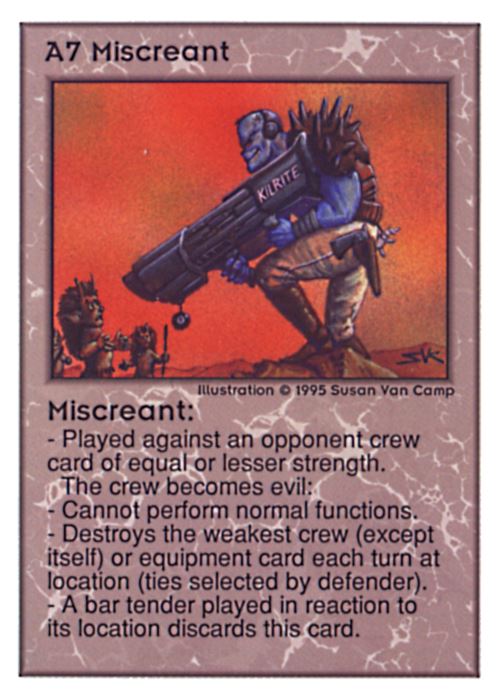 A7 Miscreant
KILRITE
SVC
Illustration © 1995 Susan Van Camp
Miscreant:
- Played against an opponent crew
card of equal or lesser strength.
The crew becomes evil:
- Cannot perform normal functions.
- Destroys the weakest crew (except
itself) or equipment card each turn at
location (ties selected by defender).
- A bar tender played in reaction to
its location discards this card.